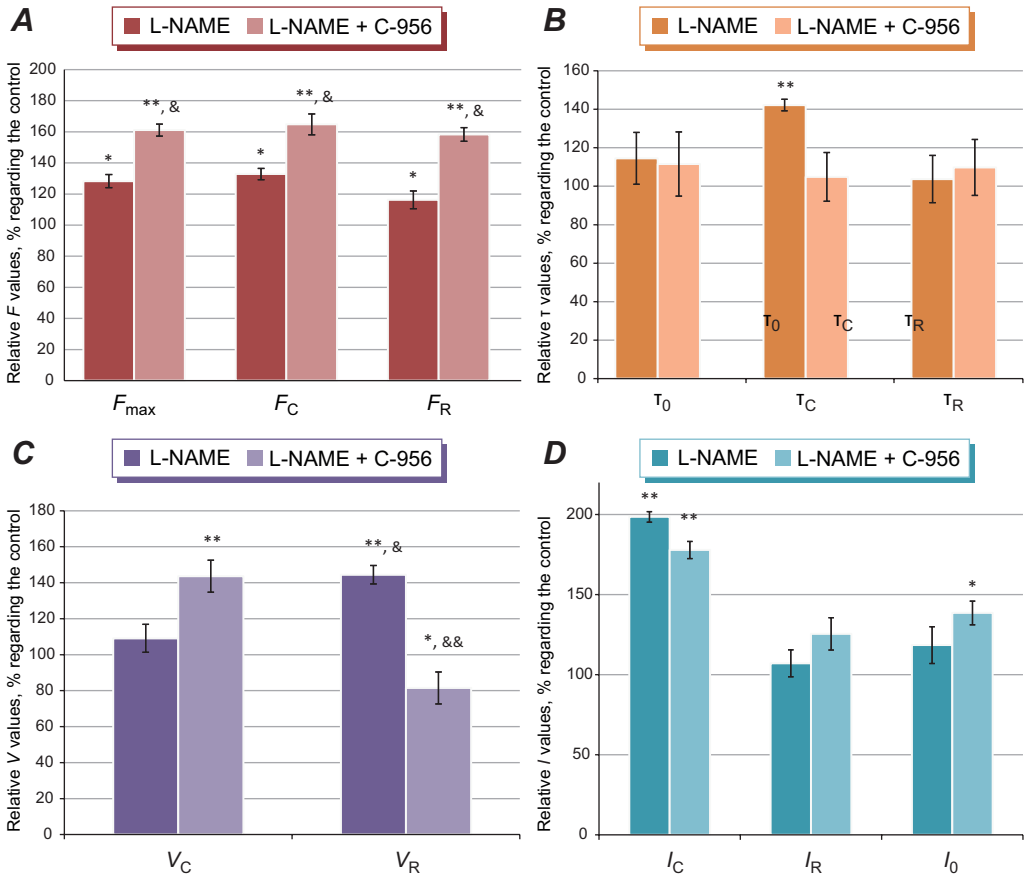 A
L-NAME L-NAME + C-956
Relative F values, % regarding the control
200
180
160
140
120
100
80
60
40
20
0
*
**, &
*
**, &
*
**, &
Fmax FC FR
B
L-NAME L-NAME + C-956
Relative τ values, % regarding the control
160
140
120
100
80
60
40
20
0
**
τ0 τC τR
τ0 τC τR
C
L-NAME L-NAME + C-956
Relative V values, % regarding the control
180
160
140
120
100
80
60
40
20
0
**
**, &
*, &&
VC VR
D
L-NAME L-NAME + C-956
Relative I values, % regarding the control
200
150
100
50
0
**
**
*
IC IR I0